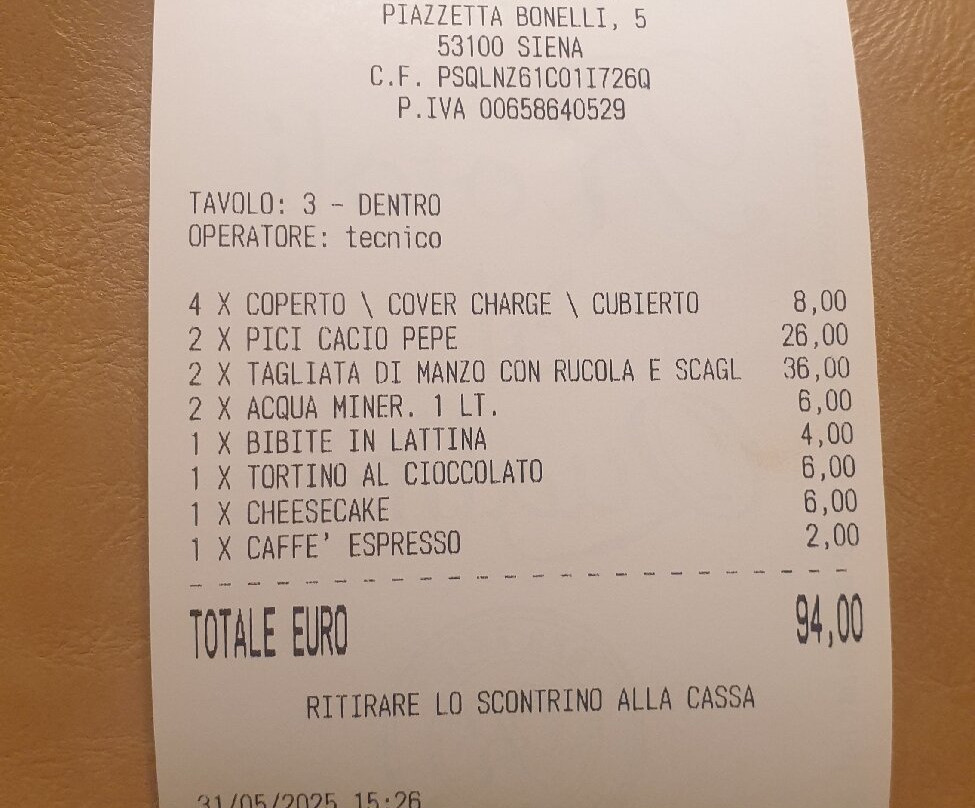 PIAZZETTA BONELLI, 5
53100 SIENA
C.F. PSQLNZ61C01I726Q
P.IVA 00658640529
TAVOLO: 3 - DENTRO
OPERATORE: tecnico
4 X COPERTO \ COVER CHARGE \ CUBIERTO 8,00
2 X PICI CACIO PEPE 26,00
2 X TAGLIATA DI MANZO CON RUCOLA E SCAGL 36,00
2 X ACQUA MINER. 1 LT. 6,00
1 X BIBITE IN LATTINA 4,00
1 X TORTINO AL CIOCCOLATO 6,00
1 X CHEESECAKE 6,00
1 X CAFFE' ESPRESSO 2,00
TOTALE EURO 94,00
RITIRARE LO SCONTRINO ALLA CASSA
31/05/2025 15:26